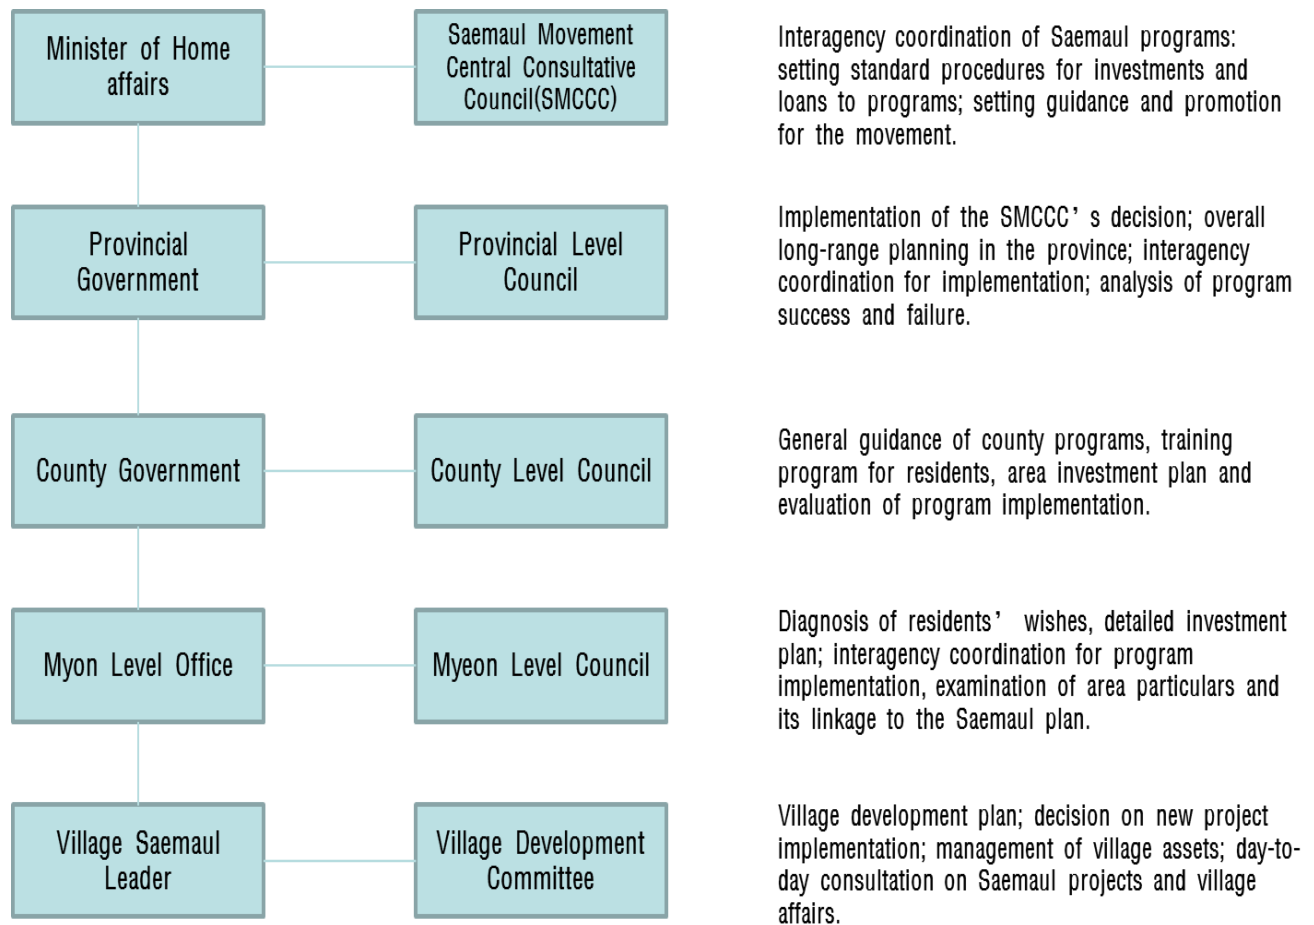 Minister of Home
affairs
Saemaul Movement
Central Consultative
Council(SMCCC)
Interagency coordination of Saemaul programs:
setting standard procedures for investments and
loans to programs; setting guidance and promotion
for the movement.
Provincial
Government
Provincial Level
Council
Implementation of the SMCCC’ s decision; overall
long-range planning in the province; interagency
coordination for implementation; analysis of program
success and failure.
County Government
County Level Council
General guidance of county programs, training
program for residents, area investment plan and
evaluation of program implementation.
Myon Level Office
Myeon Level Council
Diagnosis of residents’ wishes, detailed investment
plan; interagency coordination for program
implementation, examination of area particulars and
its linkage to the Saemaul plan.
Village Saemaul
Leader
Village Development
Committee
Village development plan; decision on new project
implementation; management of village assets; day-to-
day consultation on Saemaul projects and village
affairs.